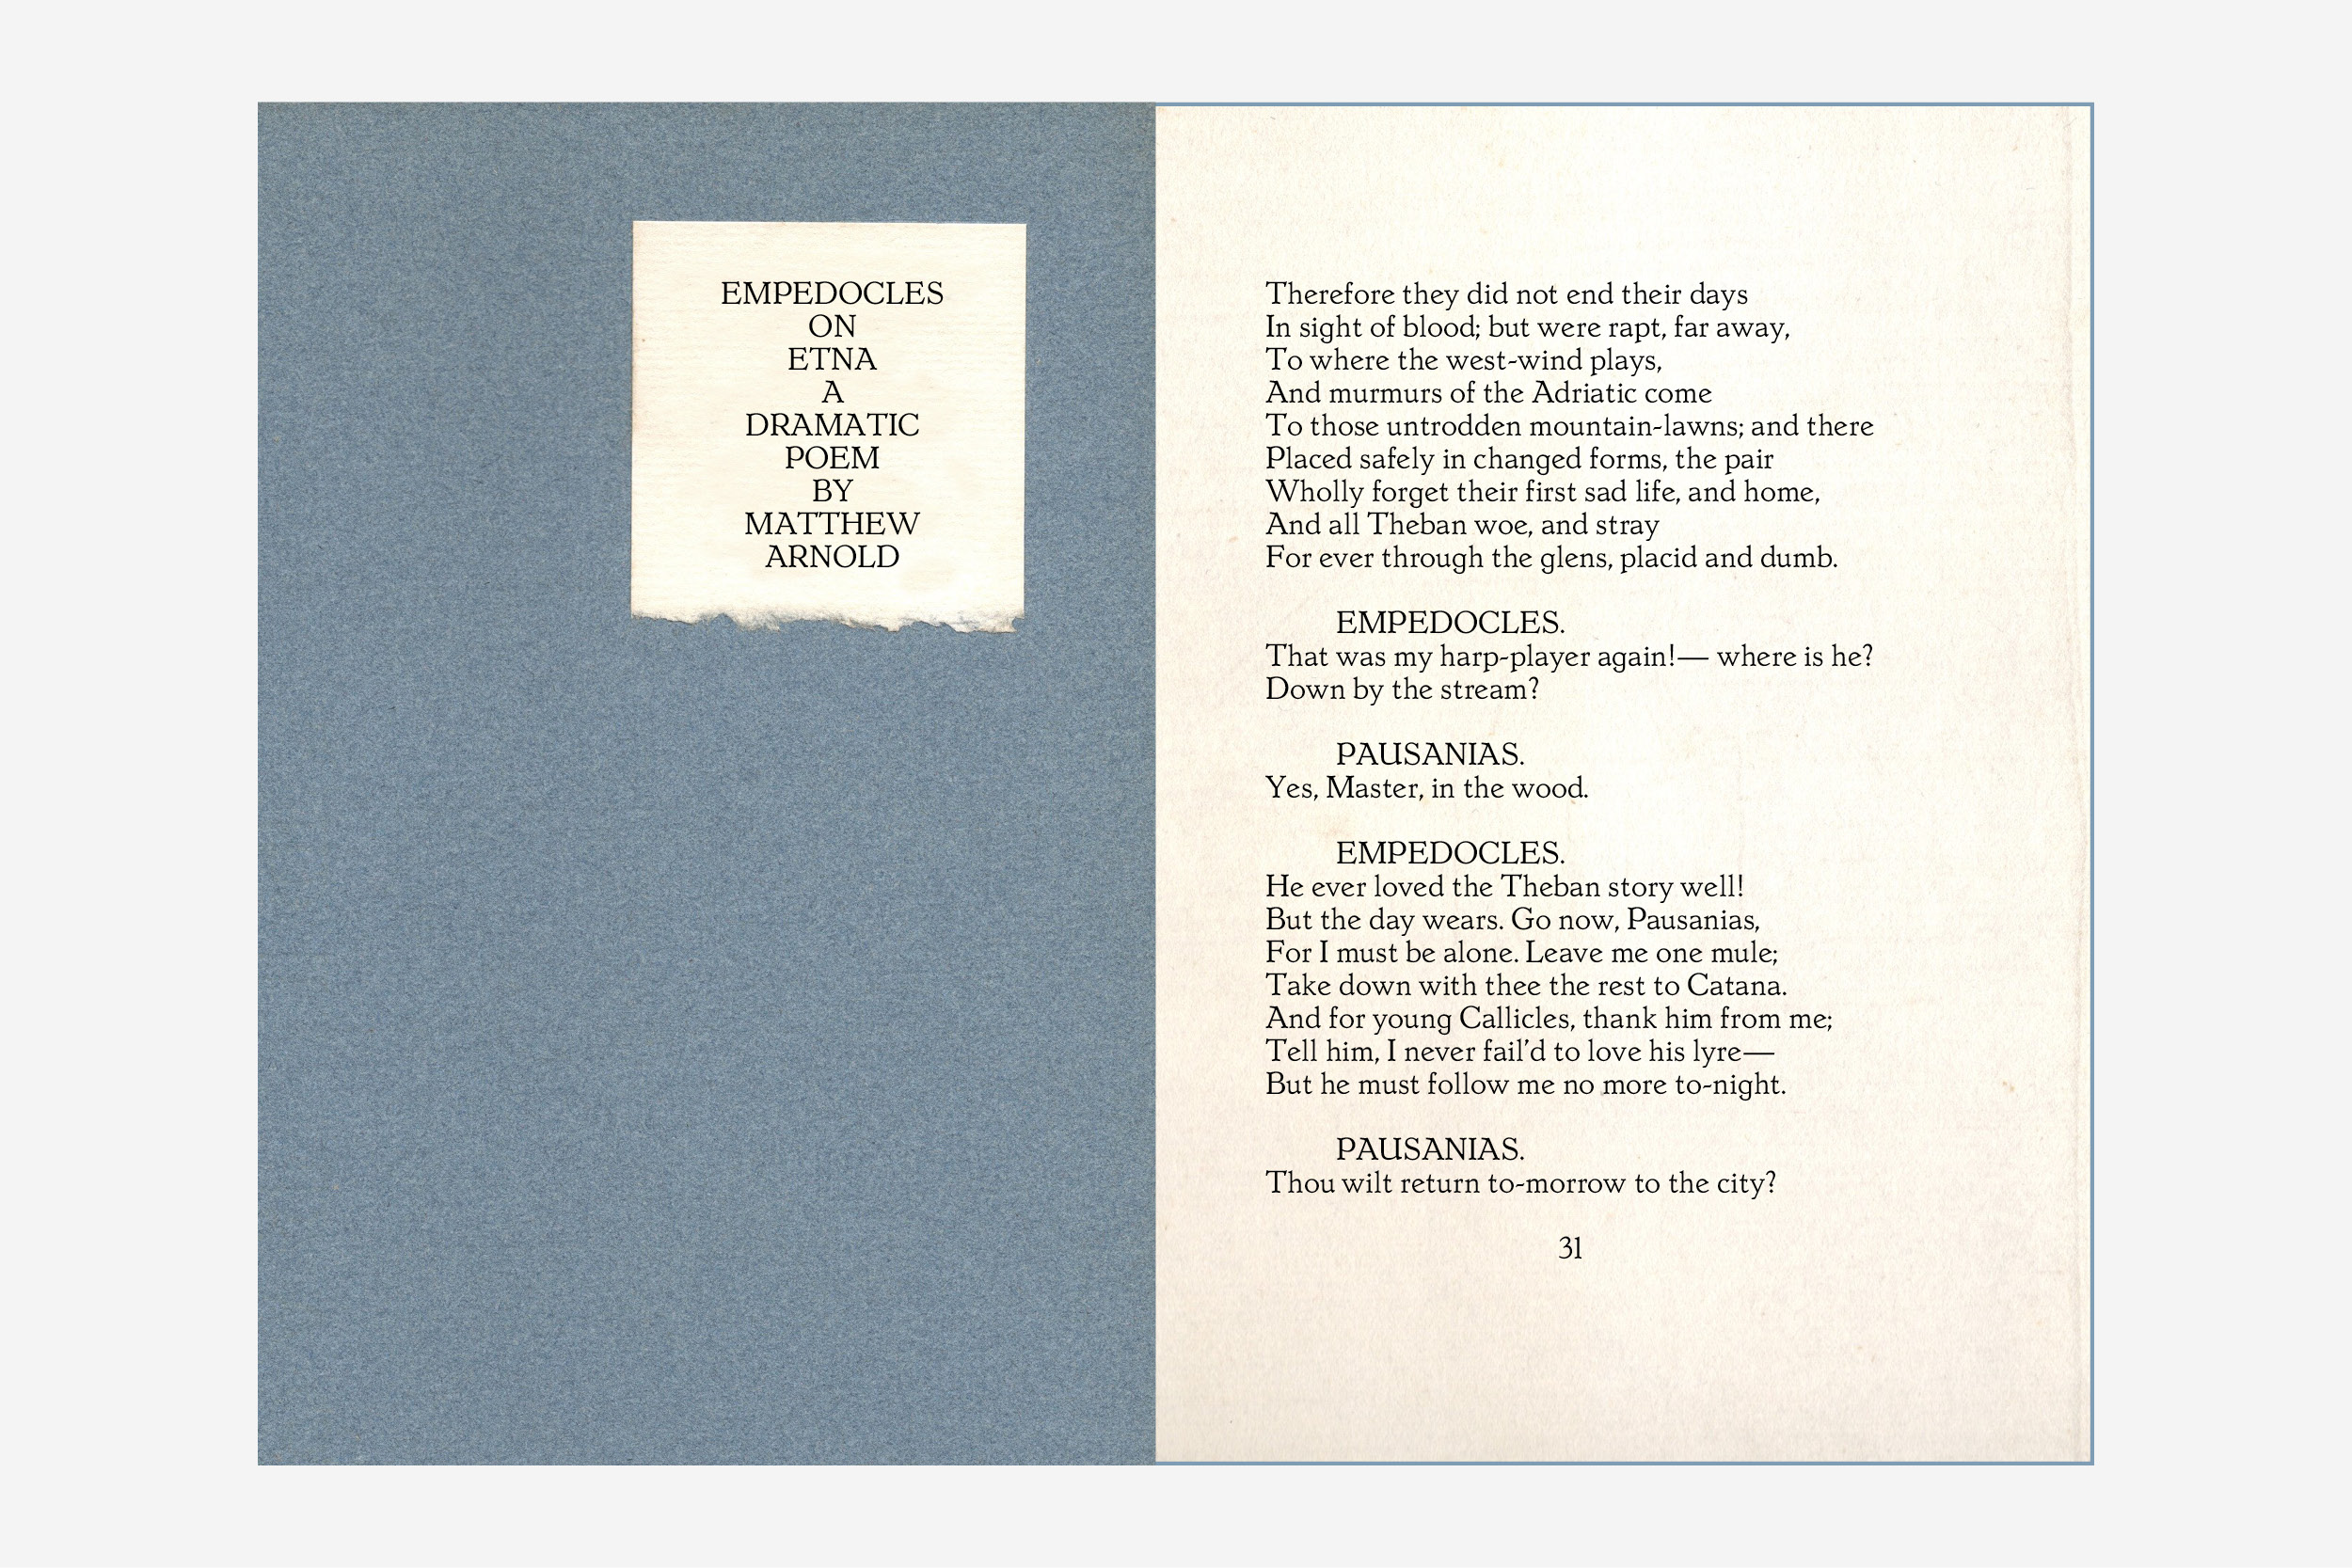 EMPEDOCLES
ON
ETNA
A
DRAMATIC
POEM
BY
MATTHEW
ARNOLD
Therefore they did not end their days
In sight of blood; but were rapt, far away,
To where the west-wind plays,
And murmurs of the Adriatic come
To those untrodden mountain-lawns; and there
Placed safely in changed forms, the pair
Wholly forget their first sad life, and home,
And all Theban woe, and stray
For ever through the glens, placid and dumb.
EMPEDOCLES.
That was my harp-player again!— where is he?
Down by the stream?
PAUSANIAS.
Yes, Master, in the wood.
EMPEDOCLES.
He ever loved the Theban story well!
But the day wears. Go now, Pausanias,
For I must be alone. Leave me one mule;
Take down with thee the rest to Catana.
And for young Callicles, thank him from me;
Tell him, I never fail’d to love his lyre—
But he must follow me no more to-night.
PAUSANIAS.
Thou wilt return to-morrow to the city?
31